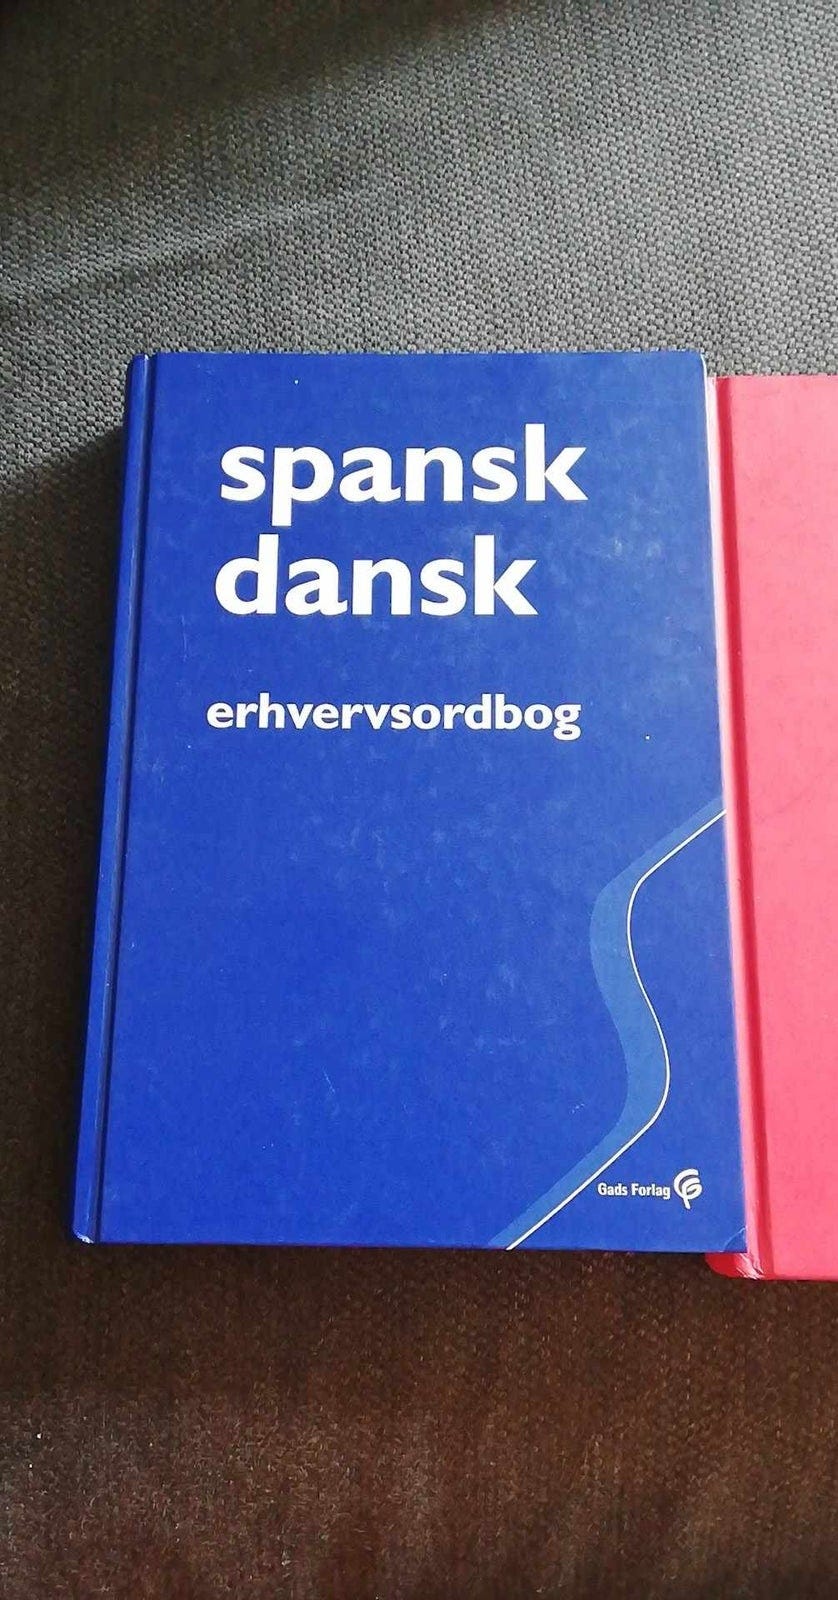 spansk
dansk
erhvervsordbog
Gads Forlag